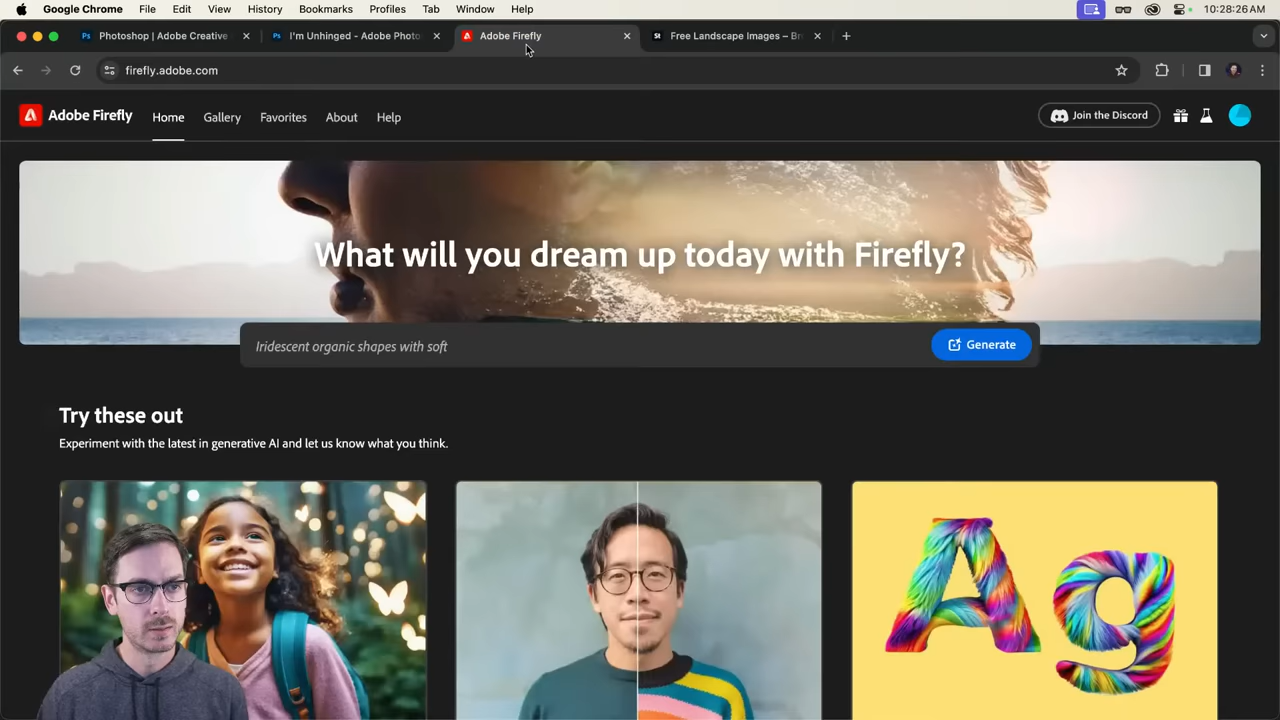 Google Chrome File Edit View History Bookmarks Profiles Tab Window Help 10:28:26 AM
Ps Photoshop | Adobe Creative Ps I'm Unhinged - Adobe Photo Adobe Firefly St Free Landscape Images – Br
firefly.adobe.com
Adobe Firefly Home Gallery Favorites About Help Join the Discord
What will you dream up today with Firefly?
Iridescent organic shapes with soft Generate
Try these out
Experiment with the latest in generative AI and let us know what you think.
Ag